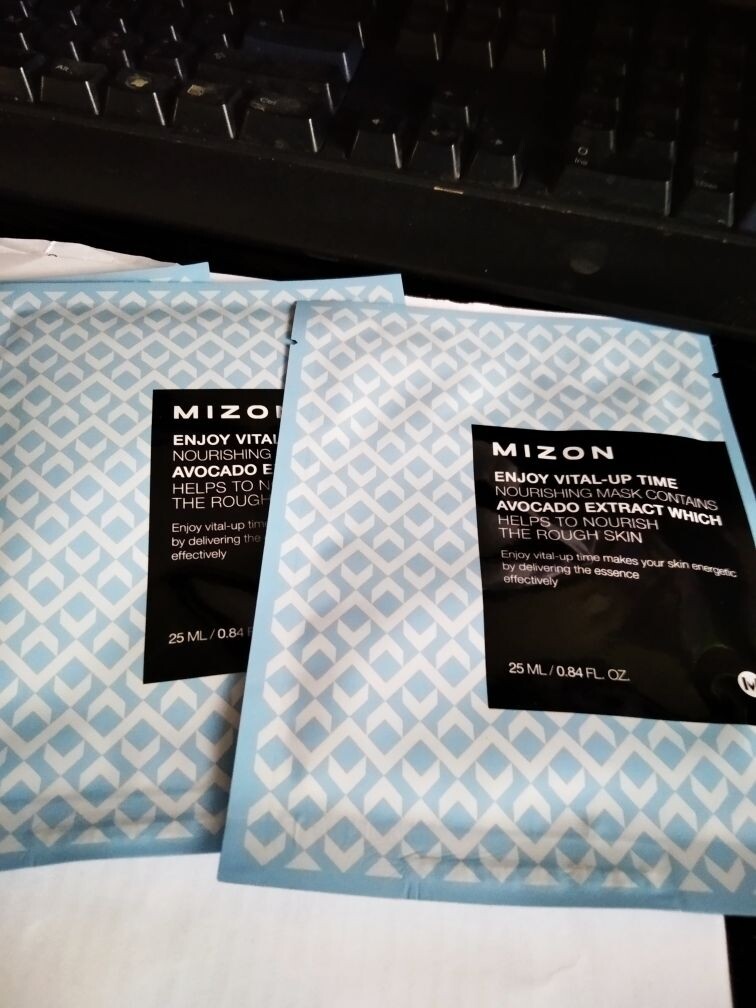 MIZON
ENJOY VITAL
NOURISHING
AVOCADO E
HELPS TO N
THE ROUGH
Enjoy vital-up time
by delivering the
effectively
25 ML / 0.84 F
MIZON
ENJOY VITAL-UP TIME
NOURISHING MASK CONTAINS
AVOCADO EXTRACT WHICH
HELPS TO NOURISH
THE ROUGH SKIN
Enjoy vital-up time makes your skin energetic
by delivering the essence
effectively
25 ML / 0.84 FL. OZ.